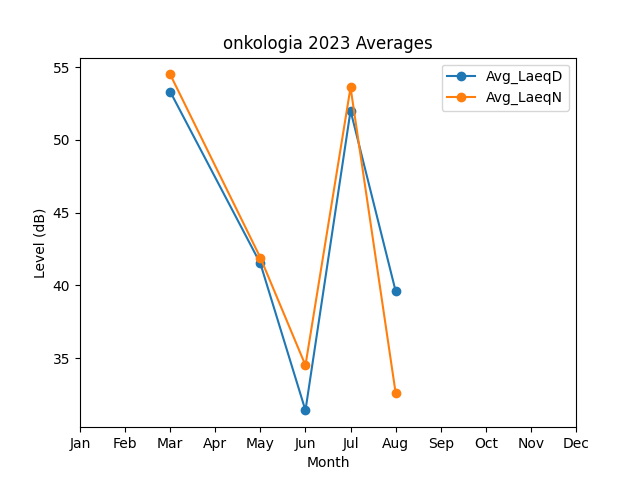 onkologia 2023 Averages
Avg_LaeqD
Avg_LaeqN
55
50
45
40
35
Level (dB)
Jan Feb Mar Apr May Jun Jul Aug Sep Oct Nov Dec
Month